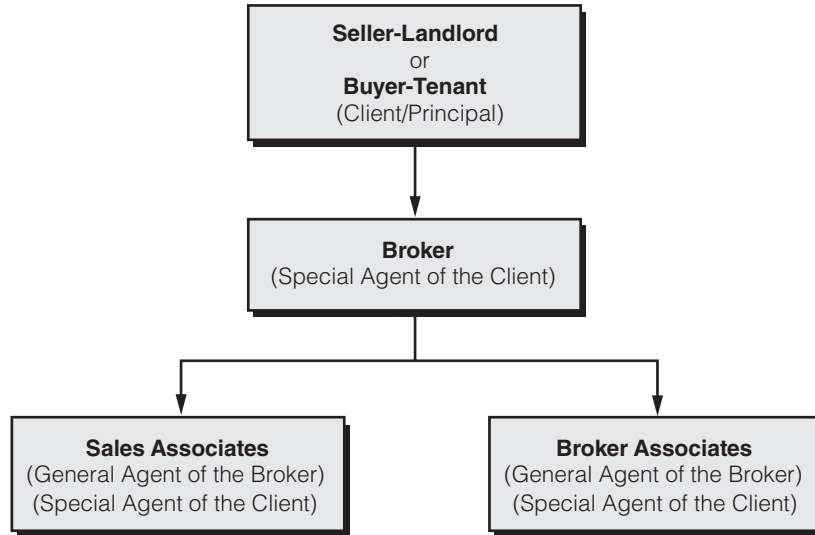 Seller-Landlord
or
Buyer-Tenant
(Client/Principal)
Broker
(Special Agent of the Client)
Sales Associates
(General Agent of the Broker)
(Special Agent of the Client)
Broker Associates
(General Agent of the Broker)
(Special Agent of the Client)